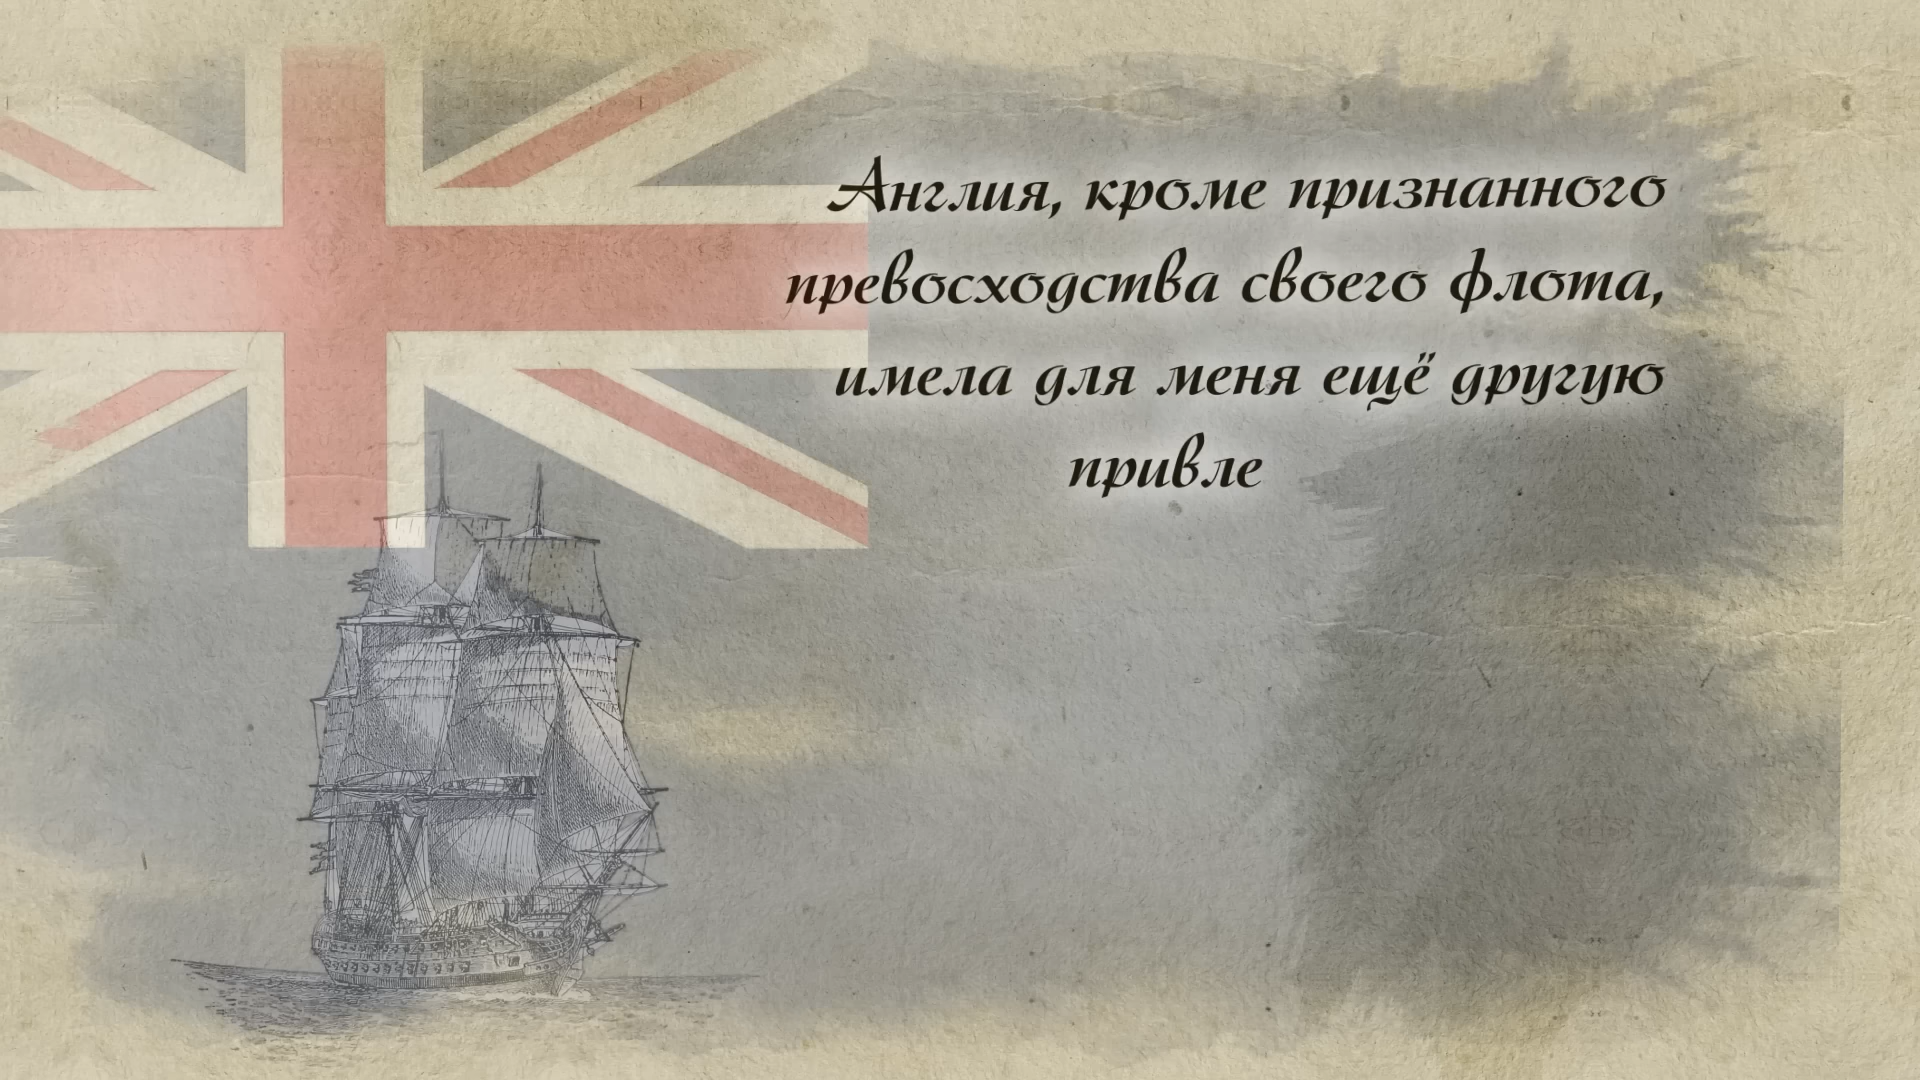 Англия, кроме признанного
превосходства своего флота,
имела для меня ещё другую
привле